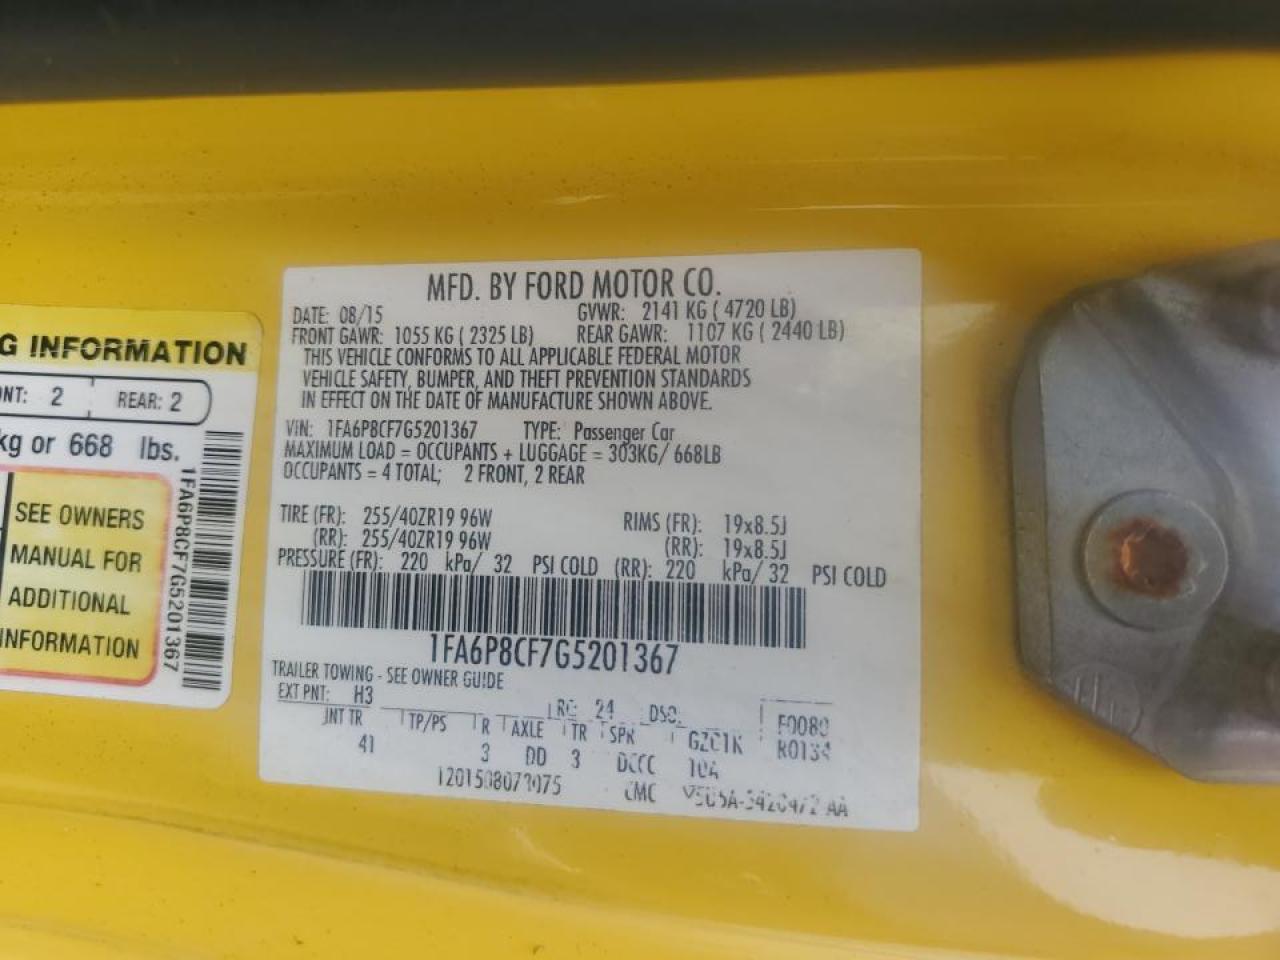 G INFORMATION
NT: 2 REAR: 2
kg or 668 lbs.
SEE OWNERS
MANUAL FOR
ADDITIONAL
INFORMATION
1FA6P8CF7G5201367
MFD. BY FORD MOTOR CO.
DATE: 08/15 GVWR: 2141 KG ( 4720 LB)
FRONT GAWR: 1055 KG ( 2325 LB) REAR GAWR: 1107 KG ( 2440 LB)
THIS VEHICLE CONFORMS TO ALL APPLICABLE FEDERAL MOTOR
VEHICLE SAFETY, BUMPER, AND THEFT PREVENTION STANDARDS
IN EFFECT ON THE DATE OF MANUFACTURE SHOWN ABOVE.
VIN: 1FA6P8CF7G5201367 TYPE: Passenger Car
MAXIMUM LOAD = OCCUPANTS + LUGGAGE = 303KG/ 668LB
OCCUPANTS = 4 TOTAL; 2 FRONT, 2 REAR
TIRE (FR): 255/40ZR19 96W RIMS (FR): 19x8.5J
(RR): 255/40ZR19 96W (RR): 19x8.5J
PRESSURE (FR): 220 kPa/ 32 PSI COLD (RR): 220 kPa/ 32 PSI COLD
1FA6P8CF7G5201367
TRAILER TOWING - SEE OWNER GUIDE
EXT PNT: H3 RC: 24 DSO: F0080
INT TR TP/PS R AXLE TR SPR R0134
41 3 DD 3
CMC